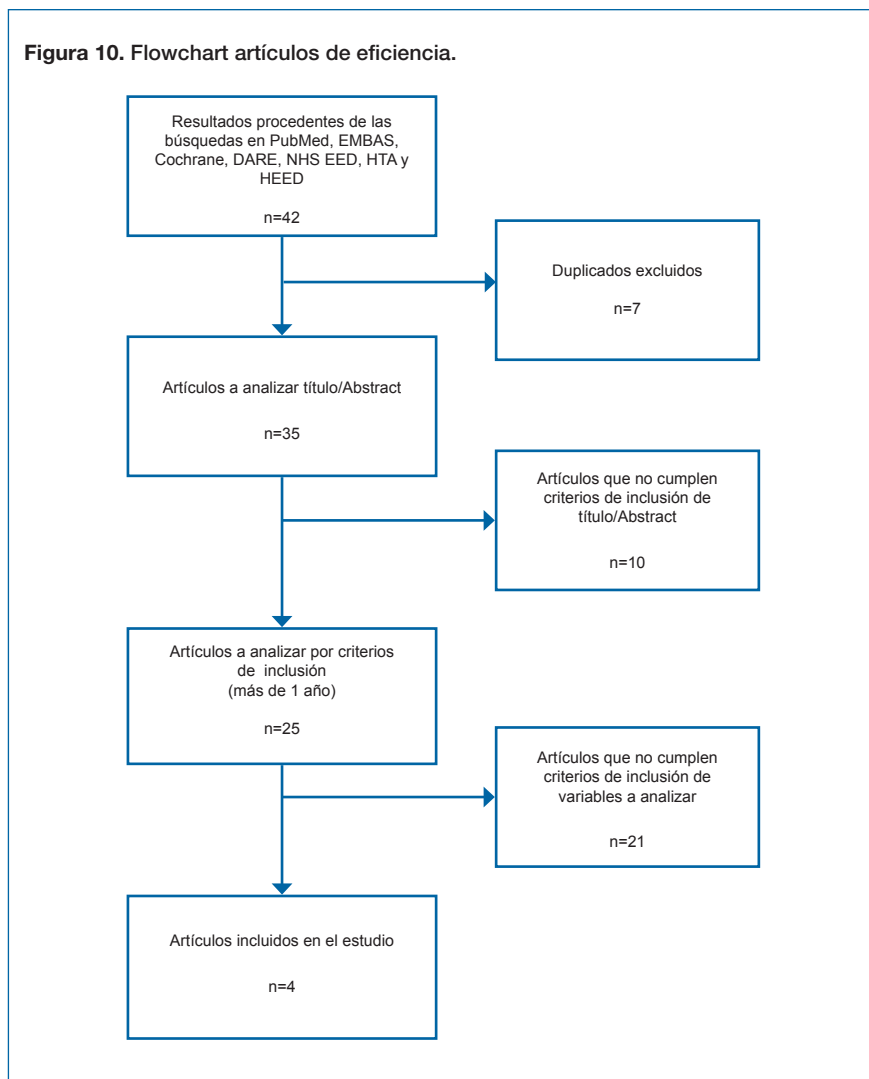 Figura 10. Flowchart artículos de eficiencia.
Resultados procedentes de las
búsquedas en PubMed, EMBAS,
Cochrane, DARE, NHS EED, HTA y
HEED
n=42
Duplicados excluidos
n=7
Artículos a analizar título/Abstract
n=35
Artículos que no cumplen
criterios de inclusión de
título/Abstract
n=10
Artículos a analizar por criterios
de inclusión
(más de 1 año)
n=25
Artículos que no cumplen
criterios de inclusión de
variables a analizar
n=21
Artículos incluidos en el estudio
n=4